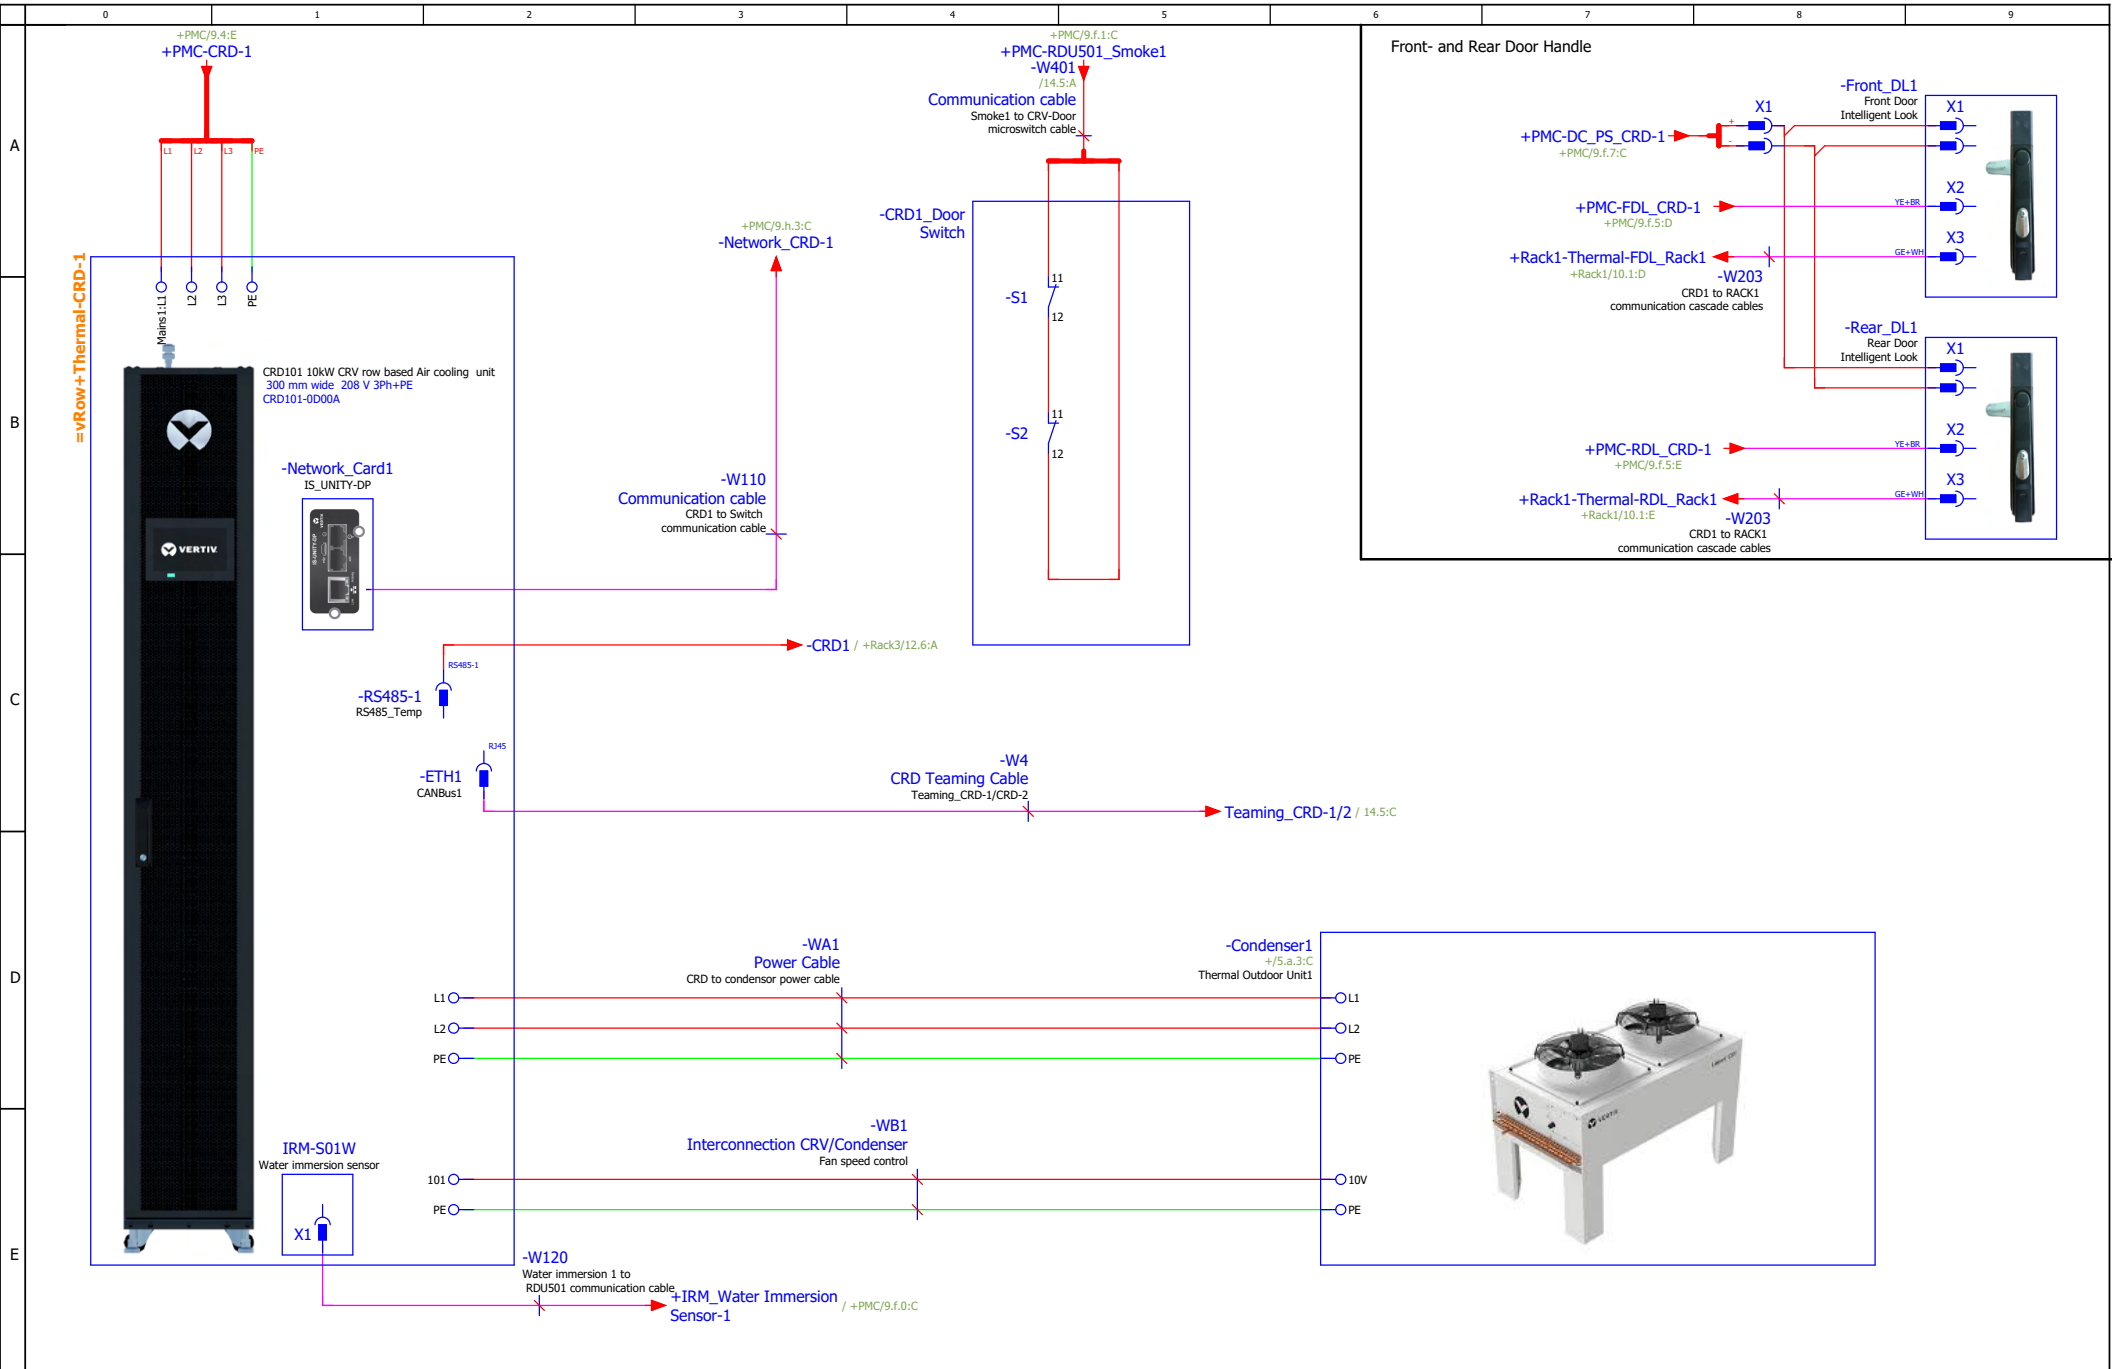 0 1 2 3 4 5 6 7 8 9
A
B
C
D
E
+PMC/9.4:E
+PMC-CRD-1
L1 L2 L3 PE
=vRow+Thermal-CRD-1
Mains1:L1 L2 L3 PE
CRD101 10kW CRV row based Air cooling unit
300 mm wide 208 V 3Ph+PE
CRD101-0D00A
VERTIV
-Network_Card1
IS_UNITY-DP
VERTIV
IS-UNITY-DP
+PMC/9.h.3:C
-Network_CRD-1
-W110
Communication cable
CRD1 to Switch
communication cable
-CRD1 / +Rack3/12.6:A
RS485-1
-RS485-1
RS485_Temp
RJ45
-ETH1
CANBus1
-W4
CRD Teaming Cable
Teaming_CRD-1/CRD-2
Teaming_CRD-1/2 / 14.5:C
+PMC/9.f.1:C
+PMC-RDU501_Smoke1
-W401
/14.5:A
Communication cable
Smoke1 to CRV-Door
microswitch cable
-CRD1_Door
Switch
-S1
11
12
-S2
11
12
Front- and Rear Door Handle
-Front_DL1
Front Door
Intelligent Look
X1
+
-
X1
+PMC-DC_PS_CRD-1
+PMC/9.f.7:C
X2
YE+BR
+PMC-FDL_CRD-1
+PMC/9.f.5:D
X3
GE+WH
+Rack1-Thermal-FDL_Rack1
+Rack1/10.1:D
-W203
CRD1 to RACK1
communication cascade cables
-Rear_DL1
Rear Door
Intelligent Look
X1
X2
YE+BR
+PMC-RDL_CRD-1
+PMC/9.f.5:E
X3
GE+WH
+Rack1-Thermal-RDL_Rack1
+Rack1/10.1:E
-W203
CRD1 to RACK1
communication cascade cables
-WA1
Power Cable
CRD to condensor power cable
-Condenser1
+/5.a.3:C
Thermal Outdoor Unit1
L1 L1
L2 L2
PE PE
-WB1
Interconnection CRV/Condenser
Fan speed control
101 10V
PE PE
VERTIV
IRM-S01W
Water immersion sensor
X1
-W120
Water immersion 1 to
RDU501 communication cable
+IRM_Water Immersion
Sensor-1
/ +PMC/9.f.0:C